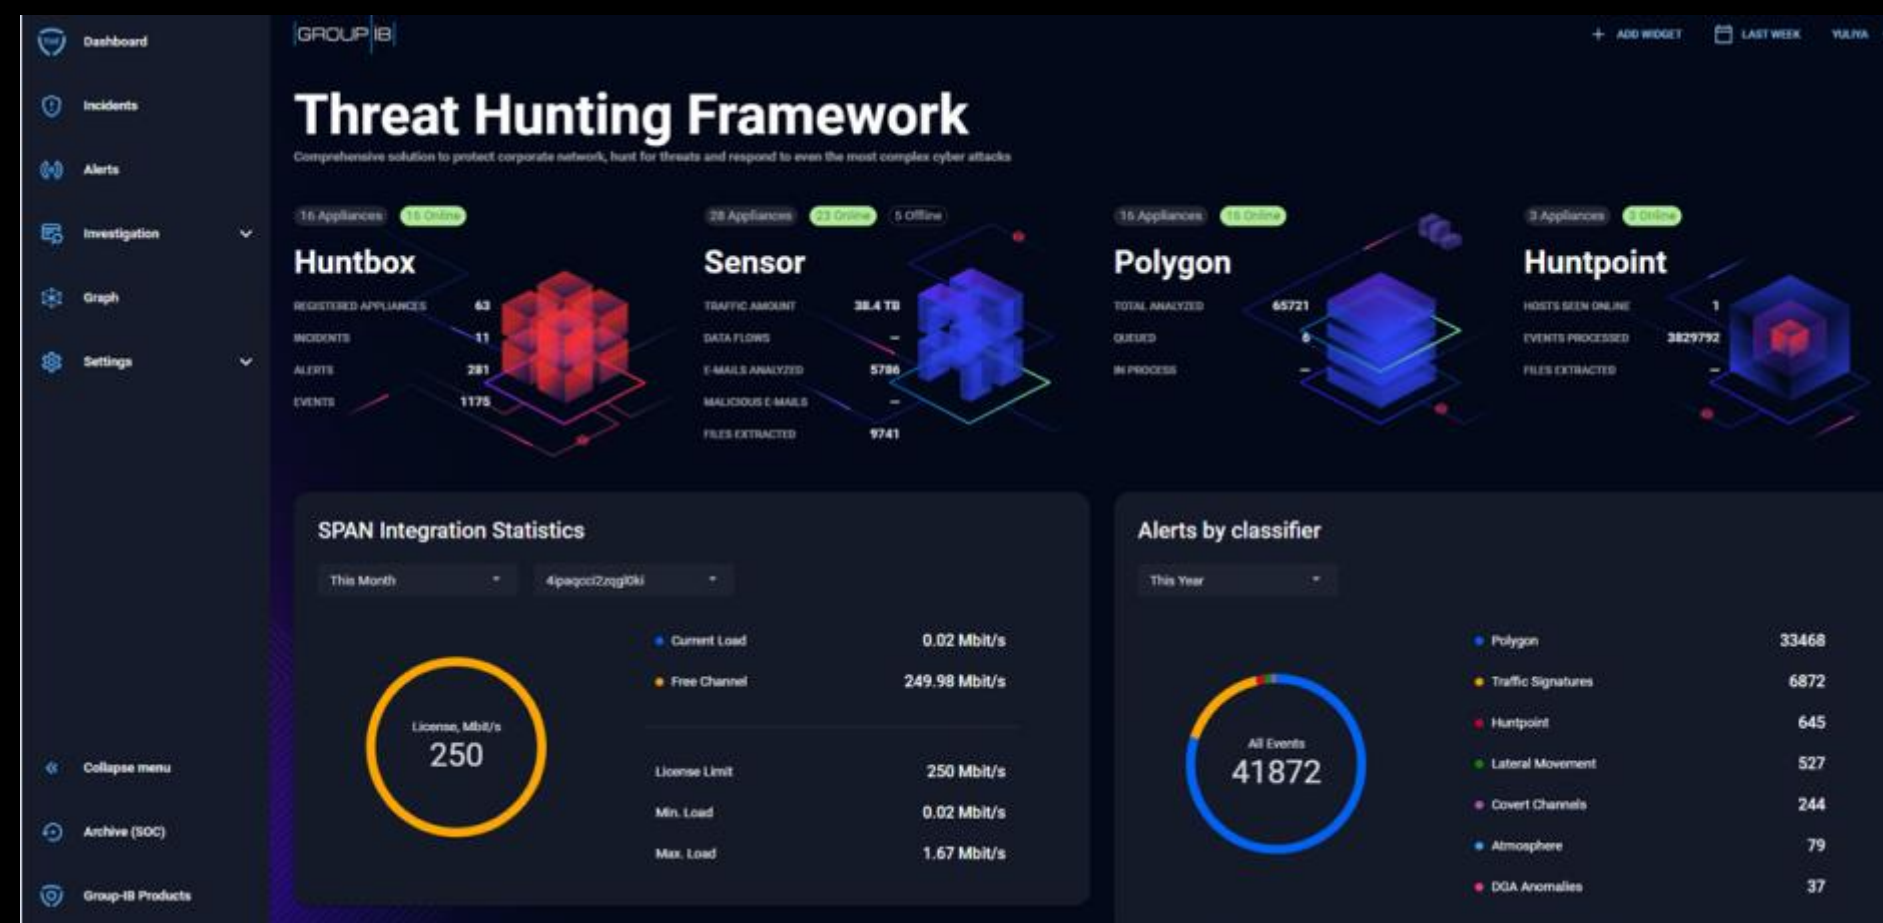 Dashboard
GROUP|IB|
+ ADD WIDGET
LAST WEEK
YULIYA
Incidents
Alerts
Investigation
Graph
Settings
Collapse menu
Archive (SOC)
Group-IB Products
Threat Hunting Framework
Comprehensive solution to protect corporate network, hunt for threats and respond to even the most complex cyber attacks
16 Appliances 16 Online
Huntbox
REGISTERED APPLIANCES 63
INCIDENTS 11
ALERTS 281
EVENTS 1175
28 Appliances 23 Online 5 Offline
Sensor
TRAFFIC AMOUNT 38.4 TB
DATA FLOWS –
E-MAILS ANALYZED 5786
MALICIOUS E-MAILS –
FILES EXTRACTED 9741
16 Appliances 16 Online
Polygon
TOTAL ANALYZED 65721
QUEUED 6
IN PROCESS –
3 Appliances 3 Online
Huntpoint
HOSTS SEEN ONLINE 1
EVENTS PROCESSED 3829792
FILES EXTRACTED –
SPAN Integration Statistics
This Month
License, Mbit/s
250
Current Load 0.02 Mbit/s
Free Channel 249.98 Mbit/s
License Limit 250 Mbit/s
Min. Load 0.02 Mbit/s
Max. Load 1.67 Mbit/s
Alerts by classifier
This Year
All Events
41872
Polygon 33468
Traffic Signatures 6872
Huntpoint 645
Lateral Movement 527
Covert Channels 244
Atmosphere 79
DGA Anomalies 37